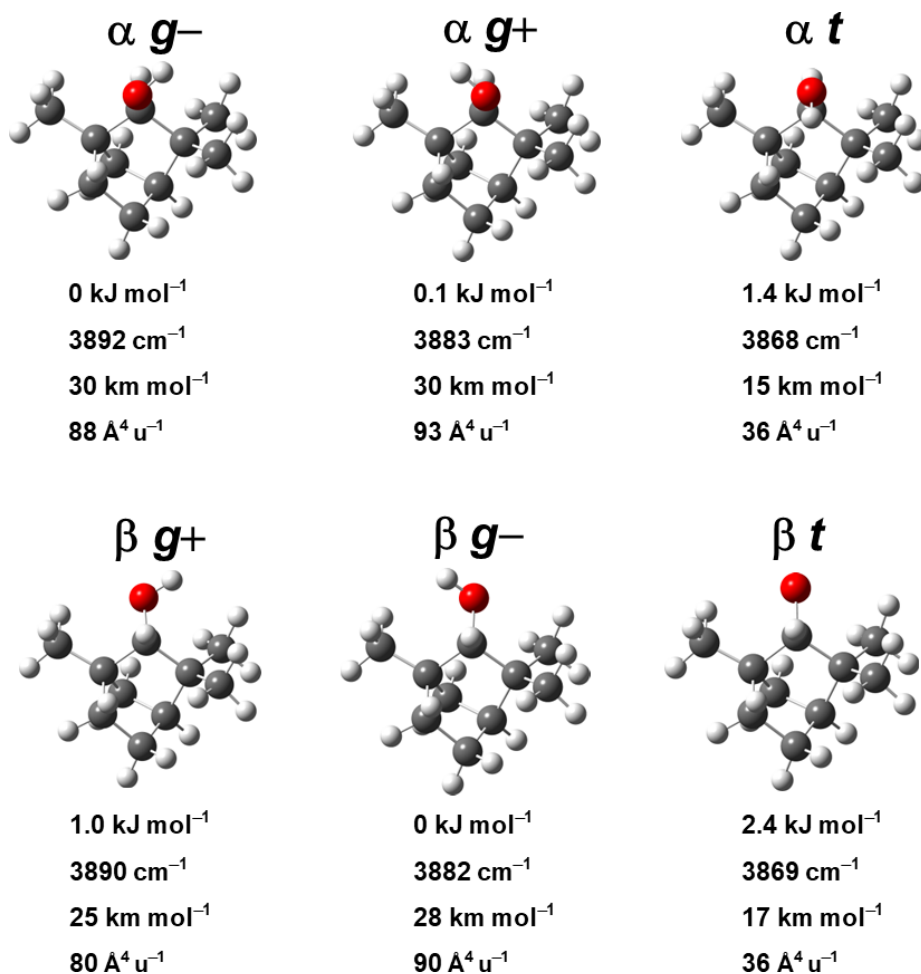 α g− α g+ α t
0 kJ mol⁻¹ 0.1 kJ mol⁻¹ 1.4 kJ mol⁻¹
3892 cm⁻¹ 3883 cm⁻¹ 3868 cm⁻¹
30 km mol⁻¹ 30 km mol⁻¹ 15 km mol⁻¹
88 Å⁴ u⁻¹ 93 Å⁴ u⁻¹ 36 Å⁴ u⁻¹
β g+ β g− β t
1.0 kJ mol⁻¹ 0 kJ mol⁻¹ 2.4 kJ mol⁻¹
3890 cm⁻¹ 3882 cm⁻¹ 3869 cm⁻¹
25 km mol⁻¹ 28 km mol⁻¹ 17 km mol⁻¹
80 Å⁴ u⁻¹ 90 Å⁴ u⁻¹ 36 Å⁴ u⁻¹